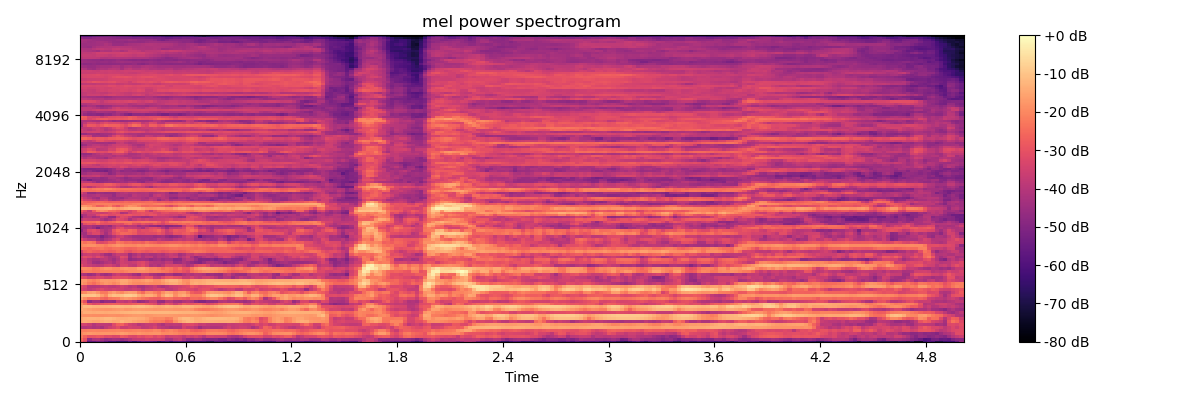 mel power spectrogram
8192
4096
2048
1024
512
0
Hz
0 0.6 1.2 1.8 2.4 3 3.6 4.2 4.8
Time
+0 dB
-10 dB
-20 dB
-30 dB
-40 dB
-50 dB
-60 dB
-70 dB
-80 dB